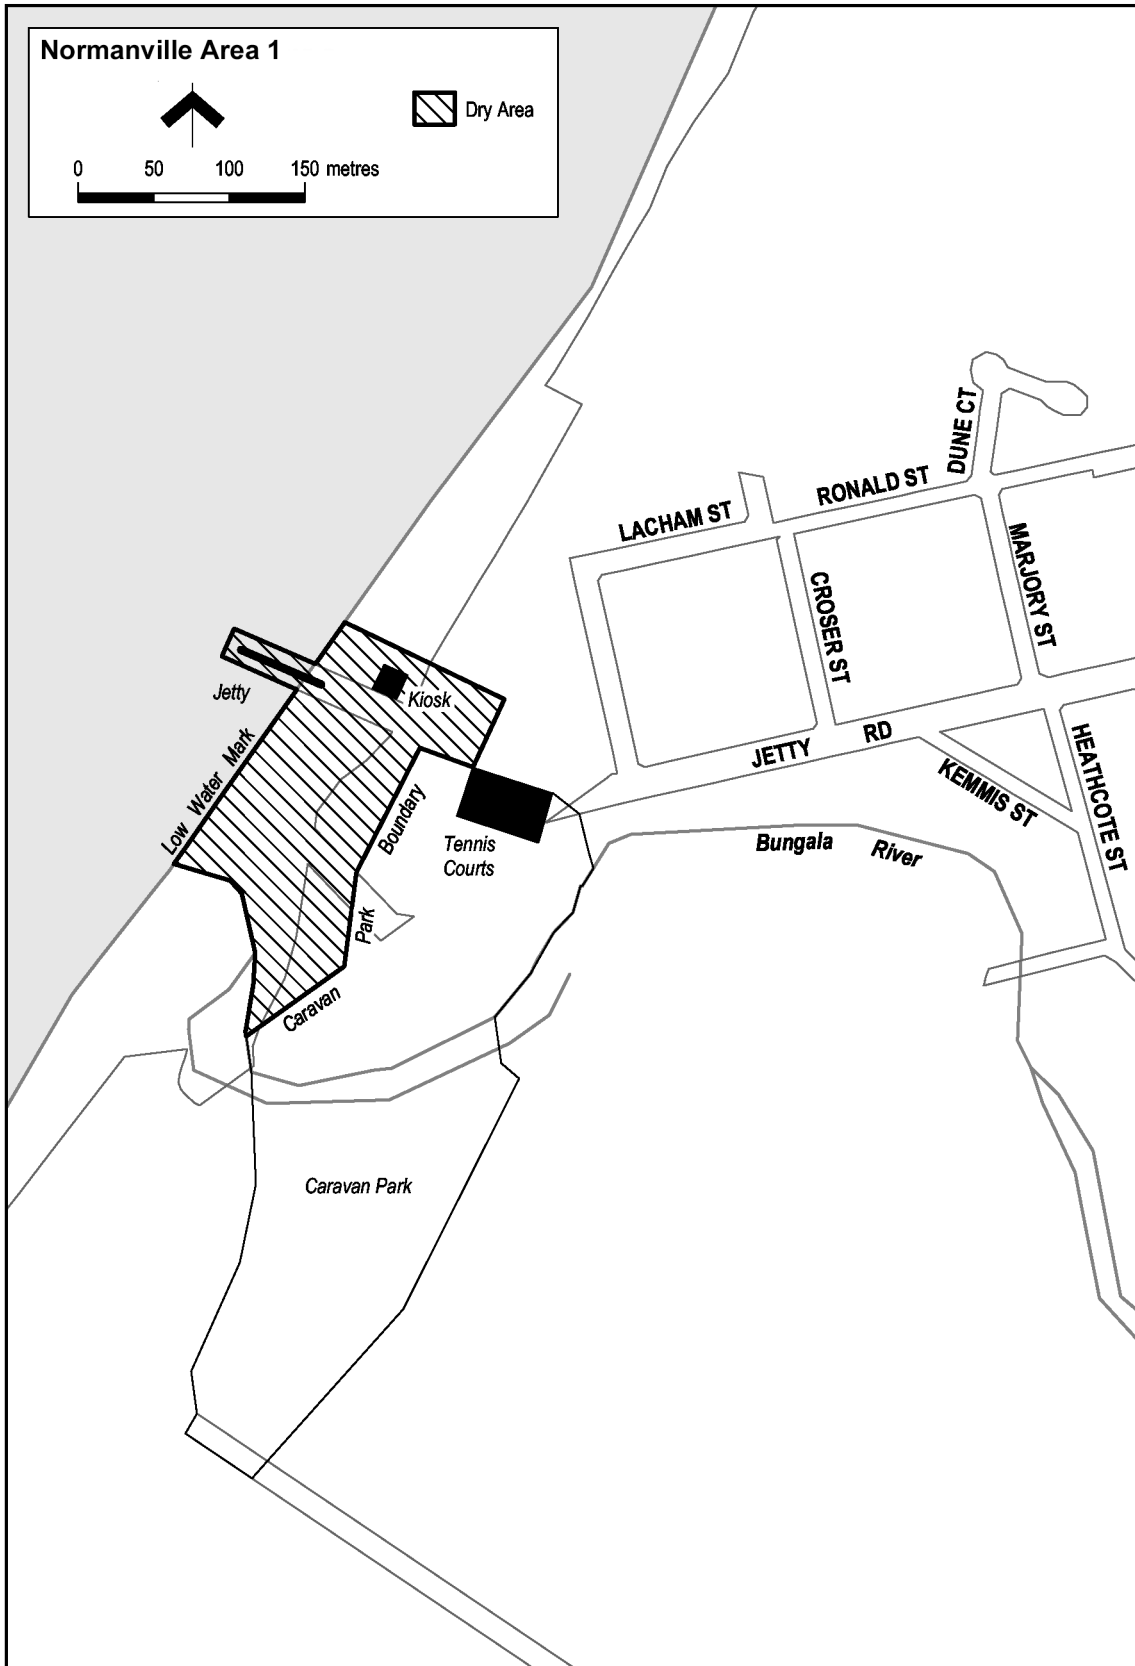 Normanville Area 1
Dry Area
0 50 100 150 metres
DUNE CT
RONALD ST
LACHAM ST
MARJORY ST
CROSER ST
Jetty
Kiosk
JETTY RD
HEATHCOTE ST
KEMMIS ST
Low Water Mark
Caravan Park Boundary
Tennis
Courts
Bungala River
Caravan Park